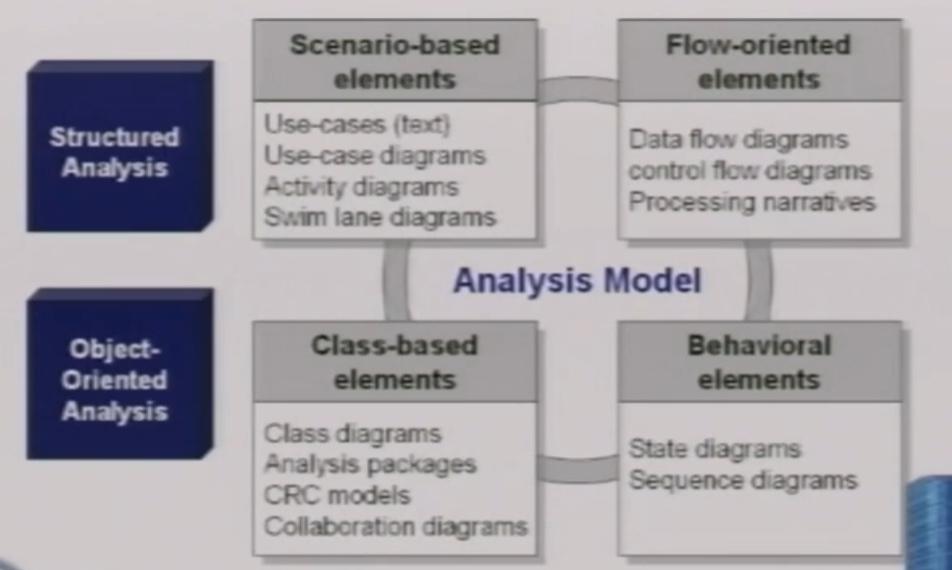 Structured
Analysis
Scenario-based
elements
Use-cases (text)
Use-case diagrams
Activity diagrams
Swim lane diagrams
Flow-oriented
elements
Data flow diagrams
control flow diagrams
Processing narratives
Analysis Model
Object-
Oriented
Analysis
Class-based
elements
Class diagrams
Analysis packages
CRC models
Collaboration diagrams
Behavioral
elements
State diagrams
Sequence diagrams